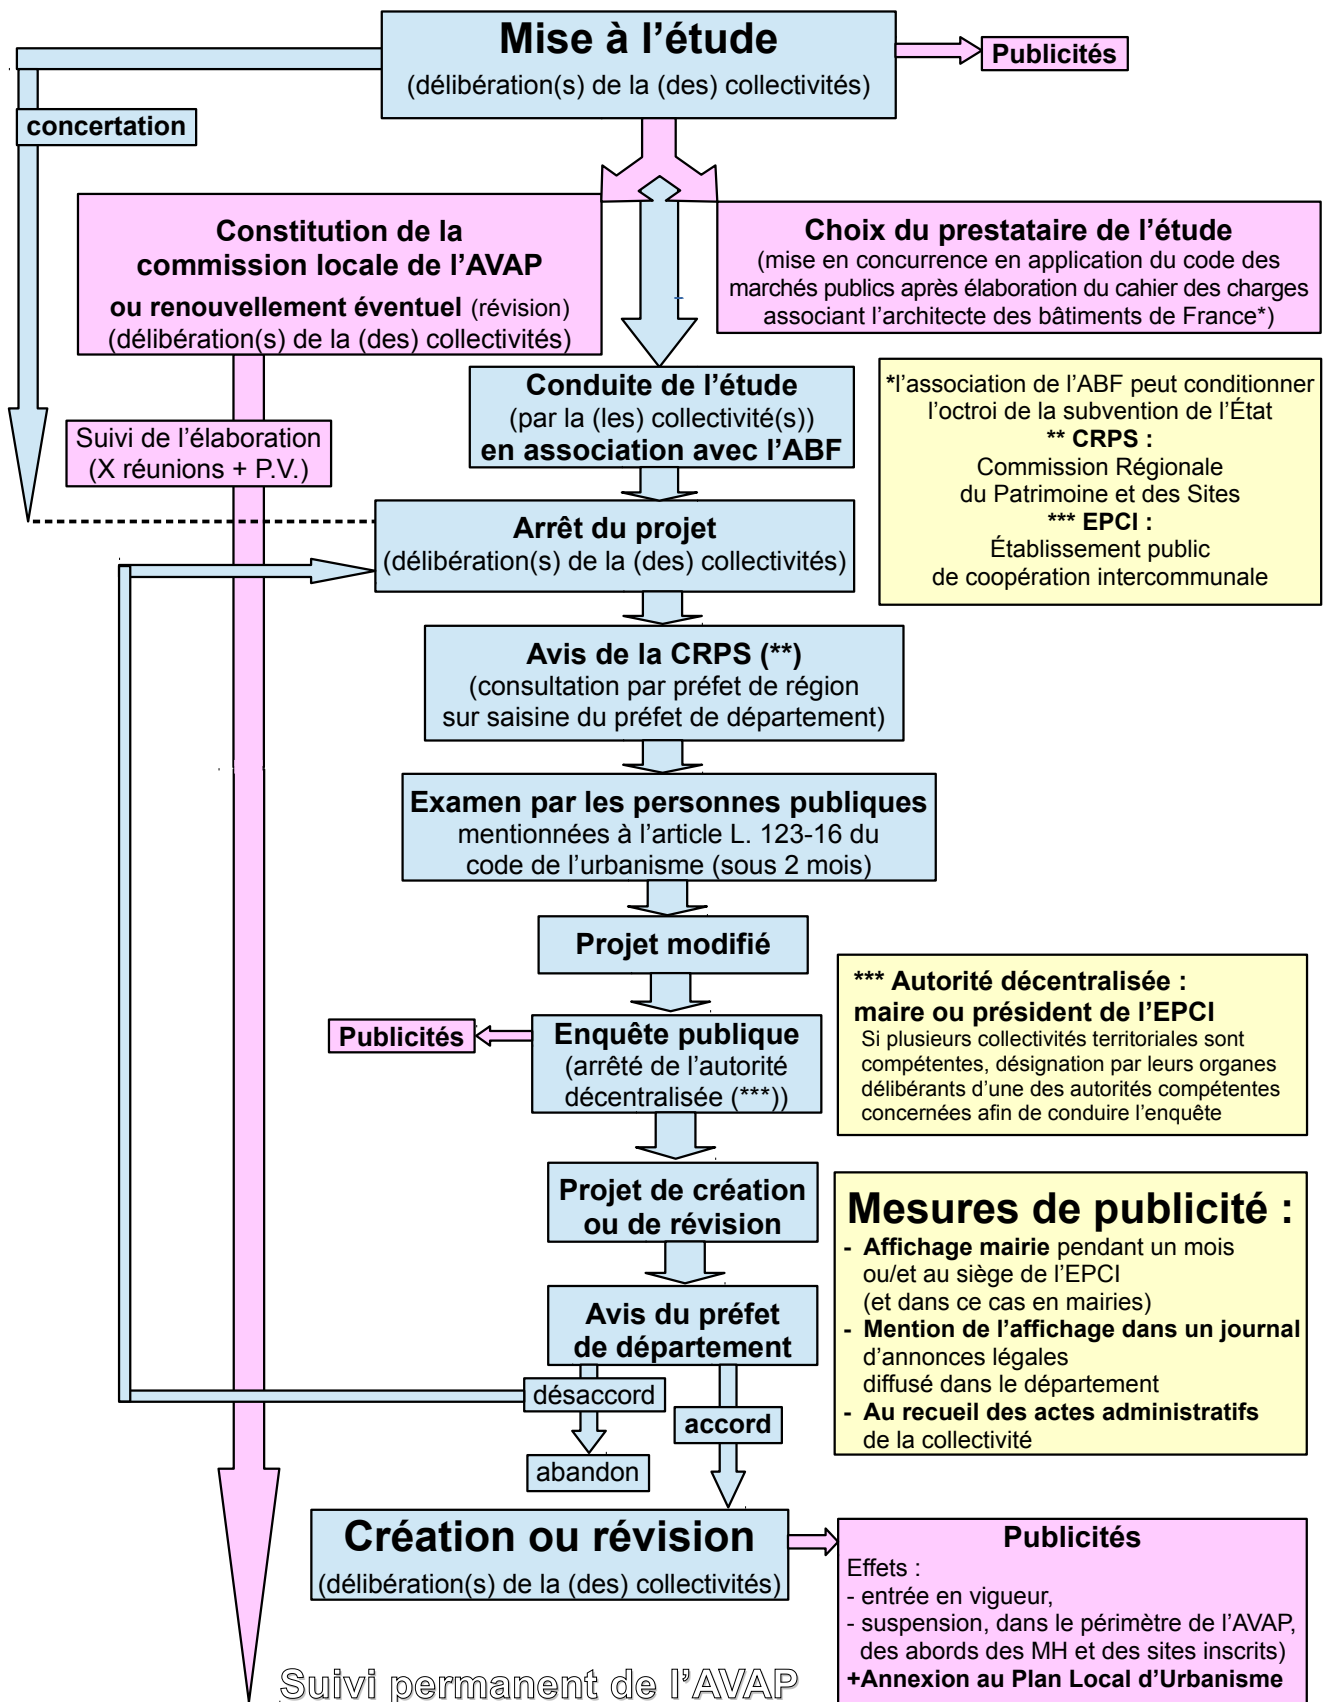 Mise à l’étude
(délibération(s) de la (des) collectivités)
Publicités
concertation
Constitution de la
commission locale de l’AVAP
ou renouvellement éventuel (révision)
(délibération(s) de la (des) collectivités)
Choix du prestataire de l’étude
(mise en concurrence en application du code des
marchés publics après élaboration du cahier des charges
associant l’architecte des bâtiments de France*)
Conduite de l’étude
(par la (les) collectivité(s))
en association avec l’ABF
*l’association de l’ABF peut conditionner
l’octroi de la subvention de l’État
** CRPS :
Commission Régionale
du Patrimoine et des Sites
*** EPCI :
Établissement public
de coopération intercommunale
Suivi de l’élaboration
(X réunions + P.V.)
Arrêt du projet
(délibération(s) de la (des) collectivités)
Avis de la CRPS (**)
(consultation par préfet de région
sur saisine du préfet de département)
Examen par les personnes publiques
mentionnées à l’article L. 123-16 du
code de l’urbanisme (sous 2 mois)
Projet modifié
Publicités
Enquête publique
(arrêté de l’autorité
décentralisée (***))
*** Autorité décentralisée :
maire ou président de l’EPCI
Si plusieurs collectivités territoriales sont
compétentes, désignation par leurs organes
délibérants d’une des autorités compétentes
concernées afin de conduire l’enquête
Projet de création
ou de révision
Avis du préfet
de département
Mesures de publicité :
- Affichage mairie pendant un mois
ou/et au siège de l’EPCI
(et dans ce cas en mairies)
- Mention de l’affichage dans un journal
d’annonces légales
diffusé dans le département
- Au recueil des actes administratifs
de la collectivité
désaccord
accord
abandon
Création ou révision
(délibération(s) de la (des) collectivités)
Publicités
Effets :
- entrée en vigueur,
- suspension, dans le périmètre de l’AVAP,
des abords des MH et des sites inscrits)
+Annexion au Plan Local d’Urbanisme
Suivi permanent de l’AVAP